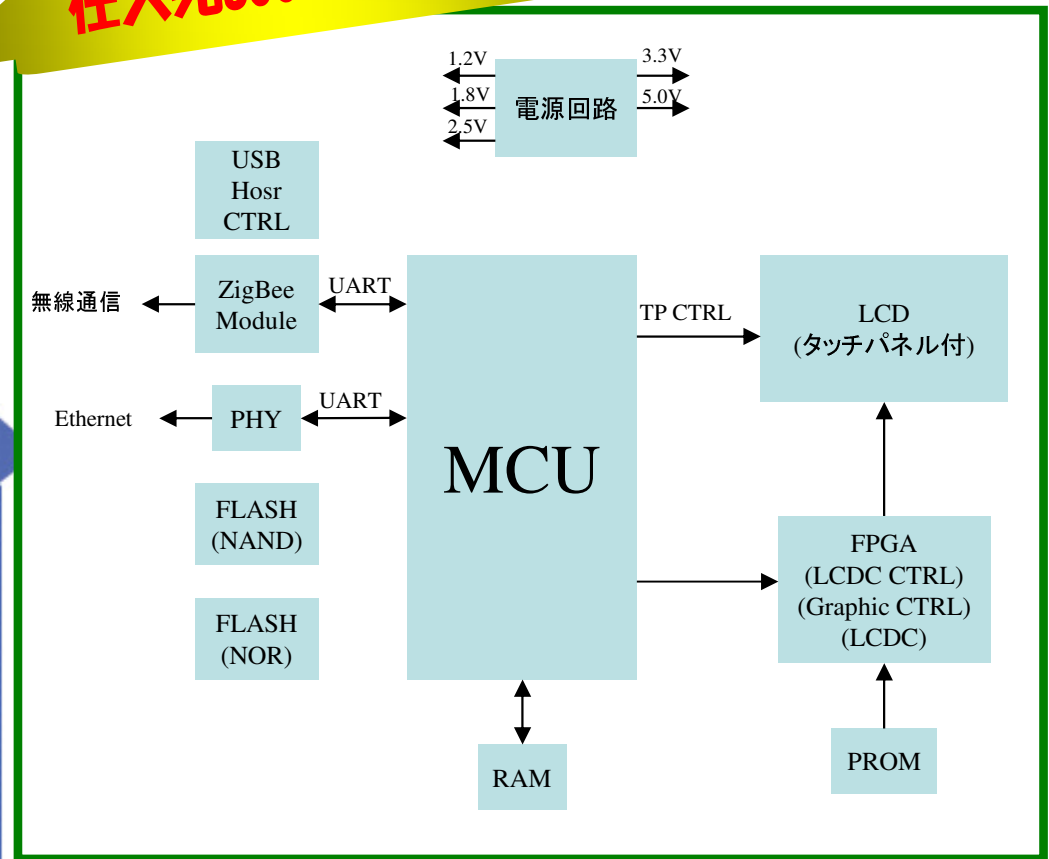 1.2V
3.3V
電源回路
1.8V
5.0V
2.5V
USB
Hosr
CTRL
無線通信
ZigBee
Module
UART
TP CTRL
LCD
(タッチパネル付)
Ethernet
PHY
UART
MCU
FLASH
(NAND)
FPGA
(LCDC CTRL)
(Graphic CTRL)
(LCDC)
FLASH
(NOR)
RAM
PROM